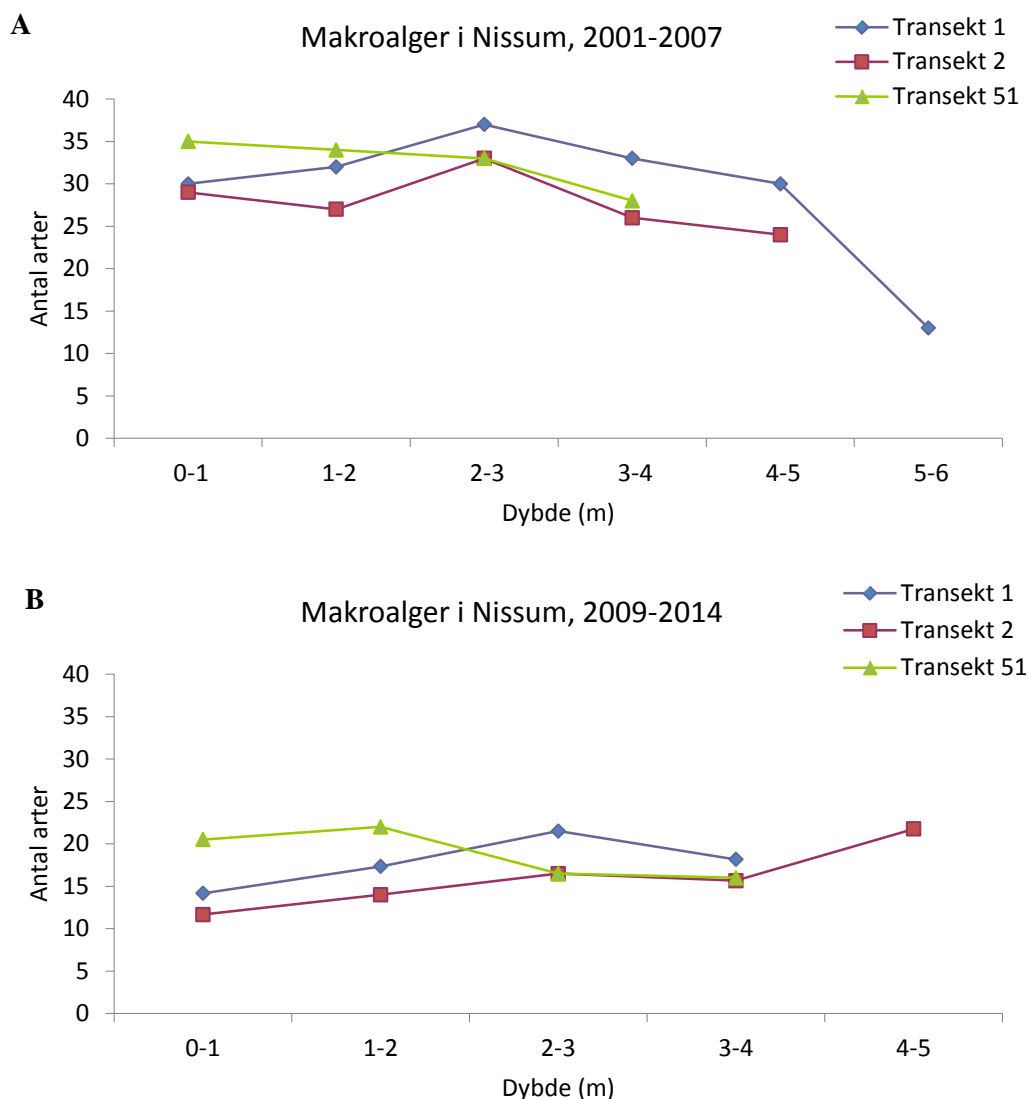 A
Makroalger i Nissum, 2001-2007
Transekt 1
Transekt 2
Transekt 51
Antal arter
40
35
30
25
20
15
10
5
0
0-1 1-2 2-3 3-4 4-5 5-6
Dybde (m)
B
Makroalger i Nissum, 2009-2014
Transekt 1
Transekt 2
Transekt 51
Antal arter
40
35
30
25
20
15
10
5
0
0-1 1-2 2-3 3-4 4-5
Dybde (m)